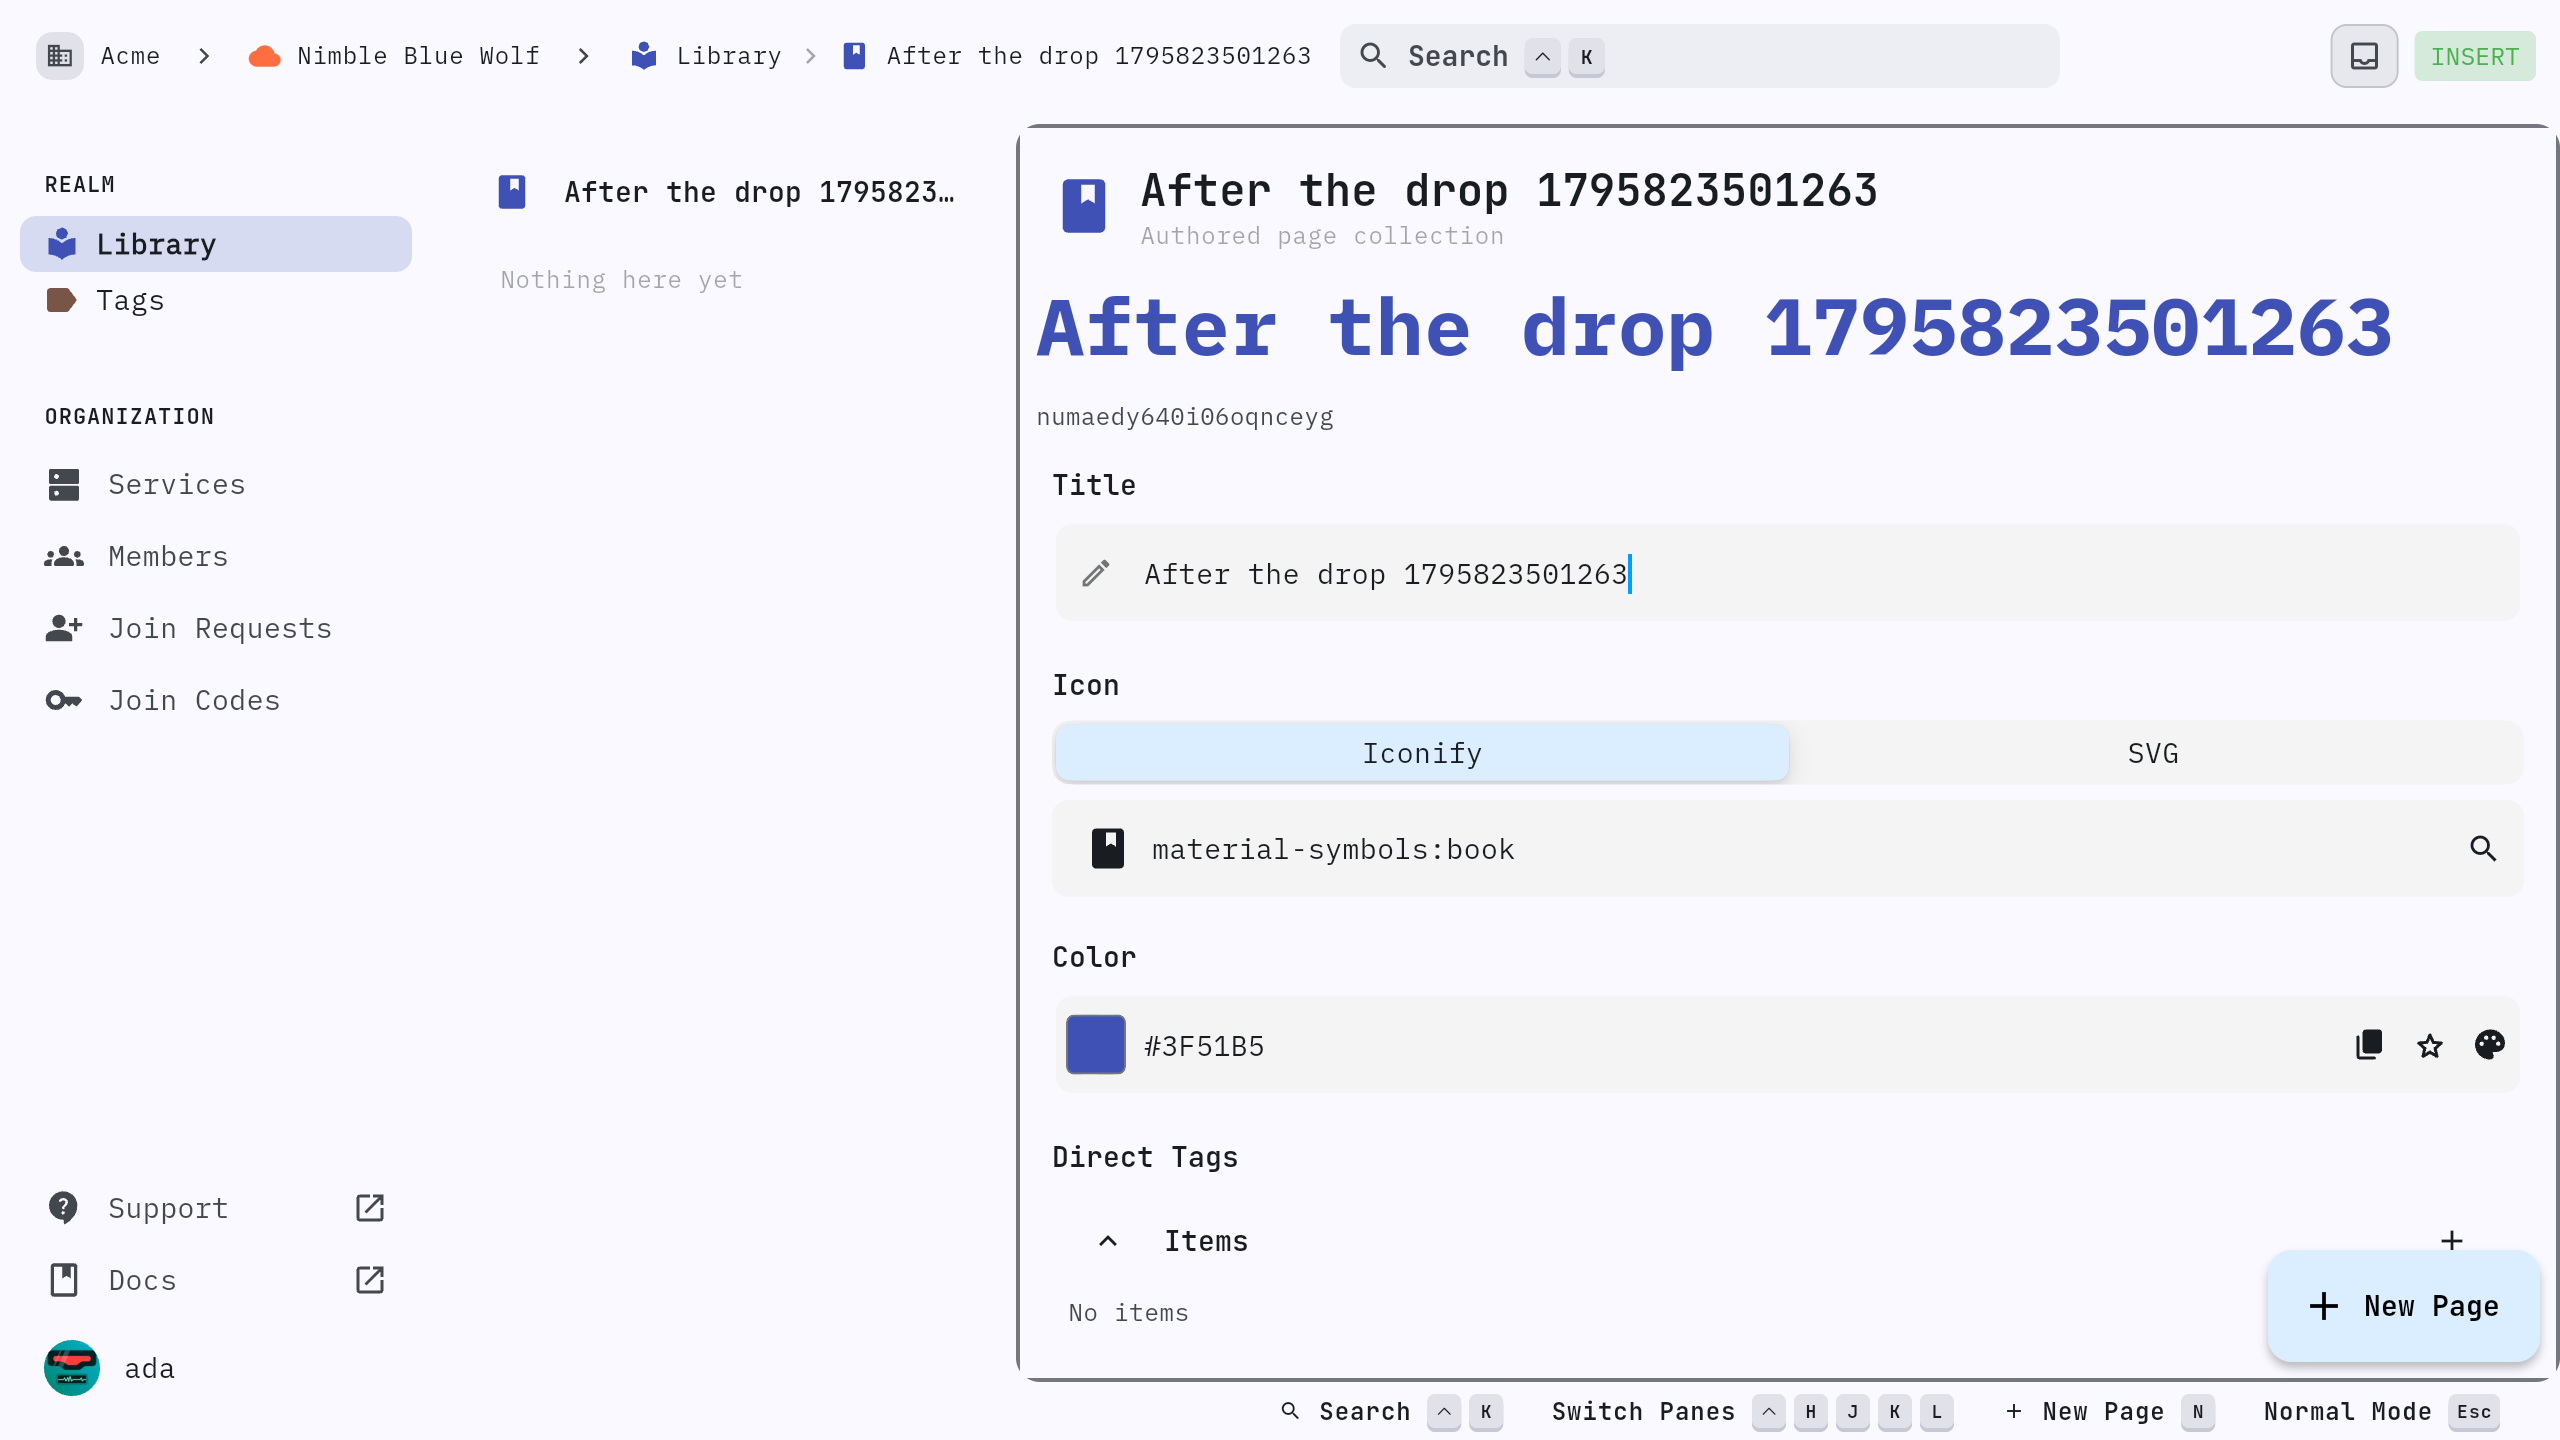 Acme
Nimble Blue Wolf
Library
After the drop 1795823501263
Search ^ K
INSERT
REALM
Library
Tags
ORGANIZATION
Services
Members
Join Requests
Join Codes
Support
Docs
ada
After the drop 1795823…
Nothing here yet
After the drop 1795823501263
Authored page collection
After the drop 1795823501263
numaedy640i06oqnceyg
Title
After the drop 1795823501263
Icon
Iconify
SVG
material-symbols:book
Color
#3F51B5
Direct Tags
Items
No items
New Page
Search ^ K
Switch Panes ^ H J K L
New Page N
Normal Mode Esc